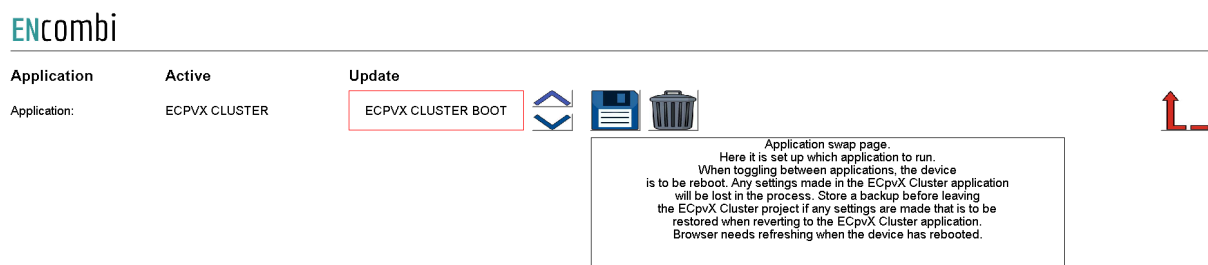 ENcombi
Application Active Update
Application: ECPVX CLUSTER ECPVX CLUSTER BOOT
Application swap page.
Here it is set up which application to run.
When toggling between applications, the device
is to be reboot. Any settings made in the ECpvX Cluster application
will be lost in the process. Store a backup before leaving
the ECpvX Cluster project if any settings are made that is to be
restored when reverting to the ECpvX Cluster application.
Browser needs refreshing when the device has rebooted.